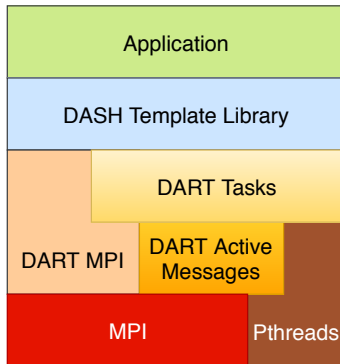 Application
DASH Template Library
DART Tasks
DART MPI
DART Active
Messages
MPI
Pthreads